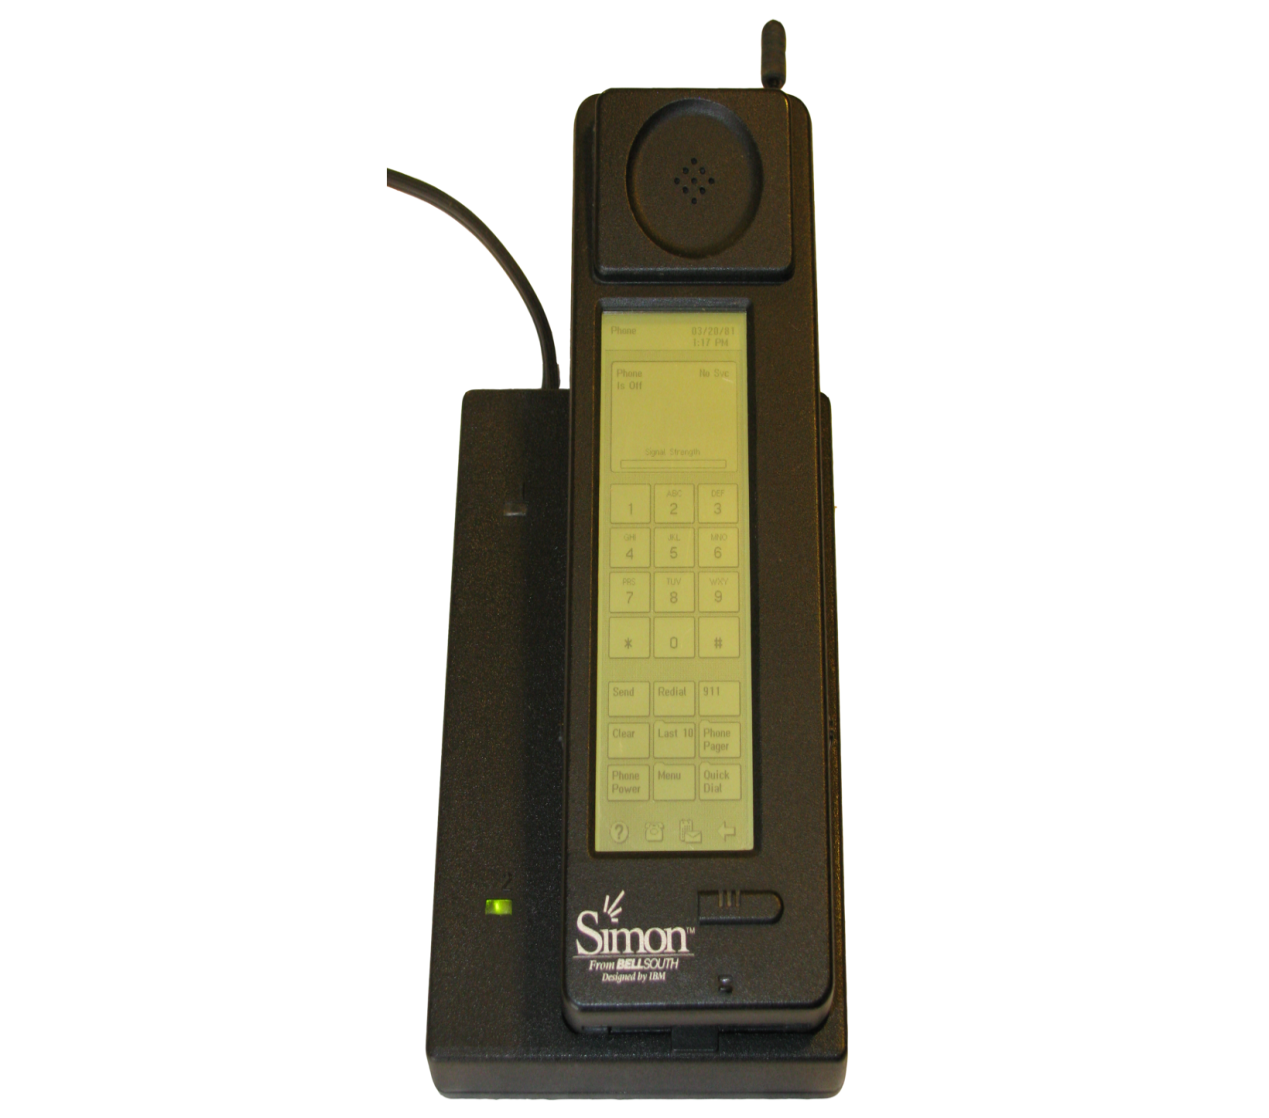 Phone 03/20/01
1:17 PM
Phone No Svc
Is Off
Signal Strength
1 ABC 2 DEF 3
GHI 4 JKL 5 MNO 6
PRS 7 TUV 8 WXY 9
* 0 #
Send Redial 911
Clear Last 10 Phone Pager
Phone Power Menu Quick Dial
?
Simon™
From BELLSOUTH
Designed by IBM
2